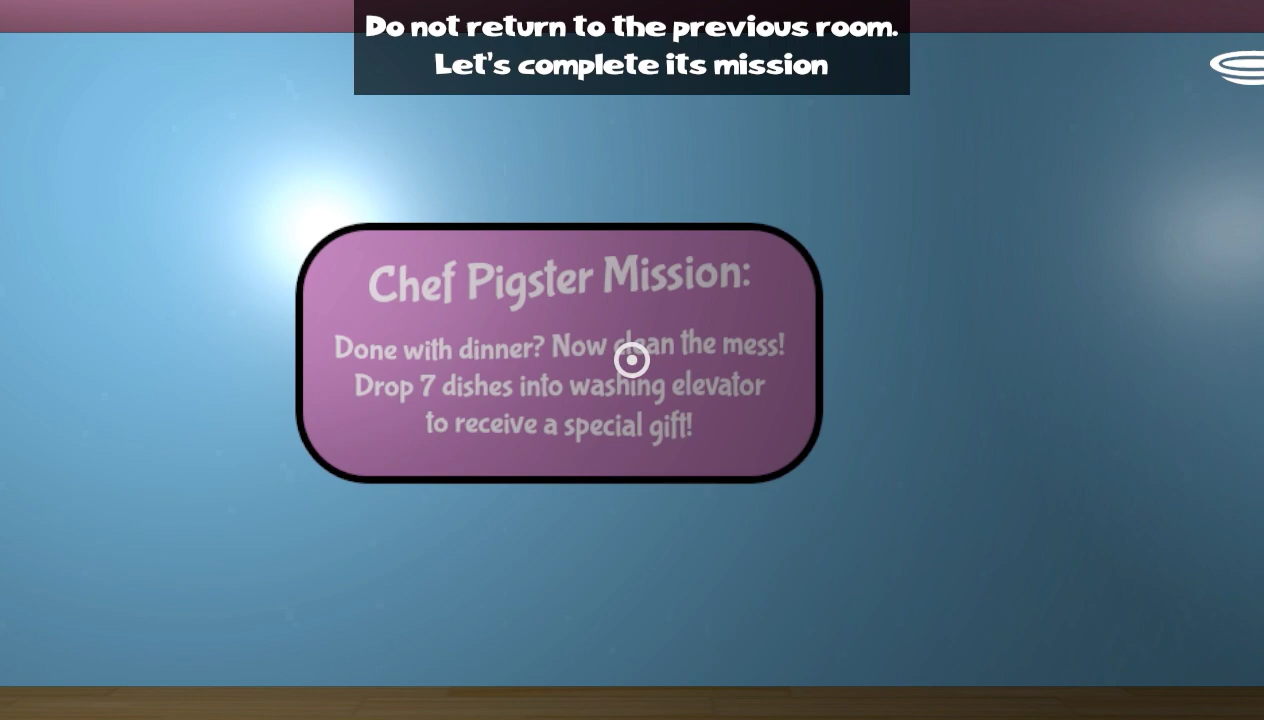 Do not return to the previous room.
Let's complete its mission
Chef Pigster Mission:
Done with dinner? Now clean the mess!
Drop 7 dishes into washing elevator
to receive a special gift!